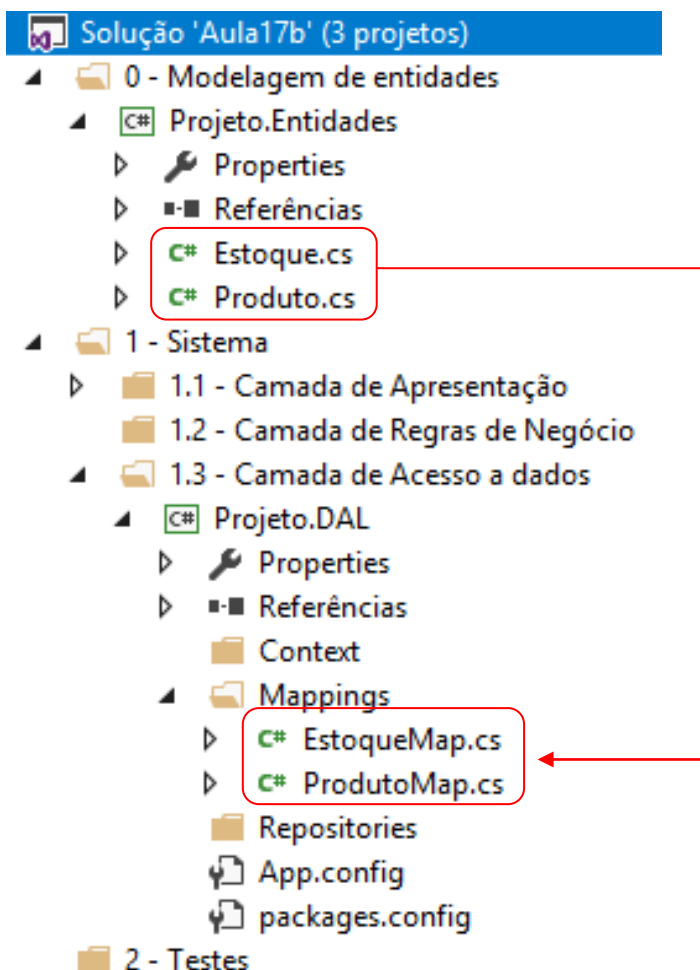 Solução 'Aula17b' (3 projetos)
0 - Modelagem de entidades
C# Projeto.Entidades
Properties
Referências
C# Estoque.cs
C# Produto.cs
1 - Sistema
1.1 - Camada de Apresentação
1.2 - Camada de Regras de Negócio
1.3 - Camada de Acesso a dados
C# Projeto.DAL
Properties
Referências
Context
Mappings
C# EstoqueMap.cs
C# ProdutoMap.cs
Repositories
App.config
packages.config
2 - Testes